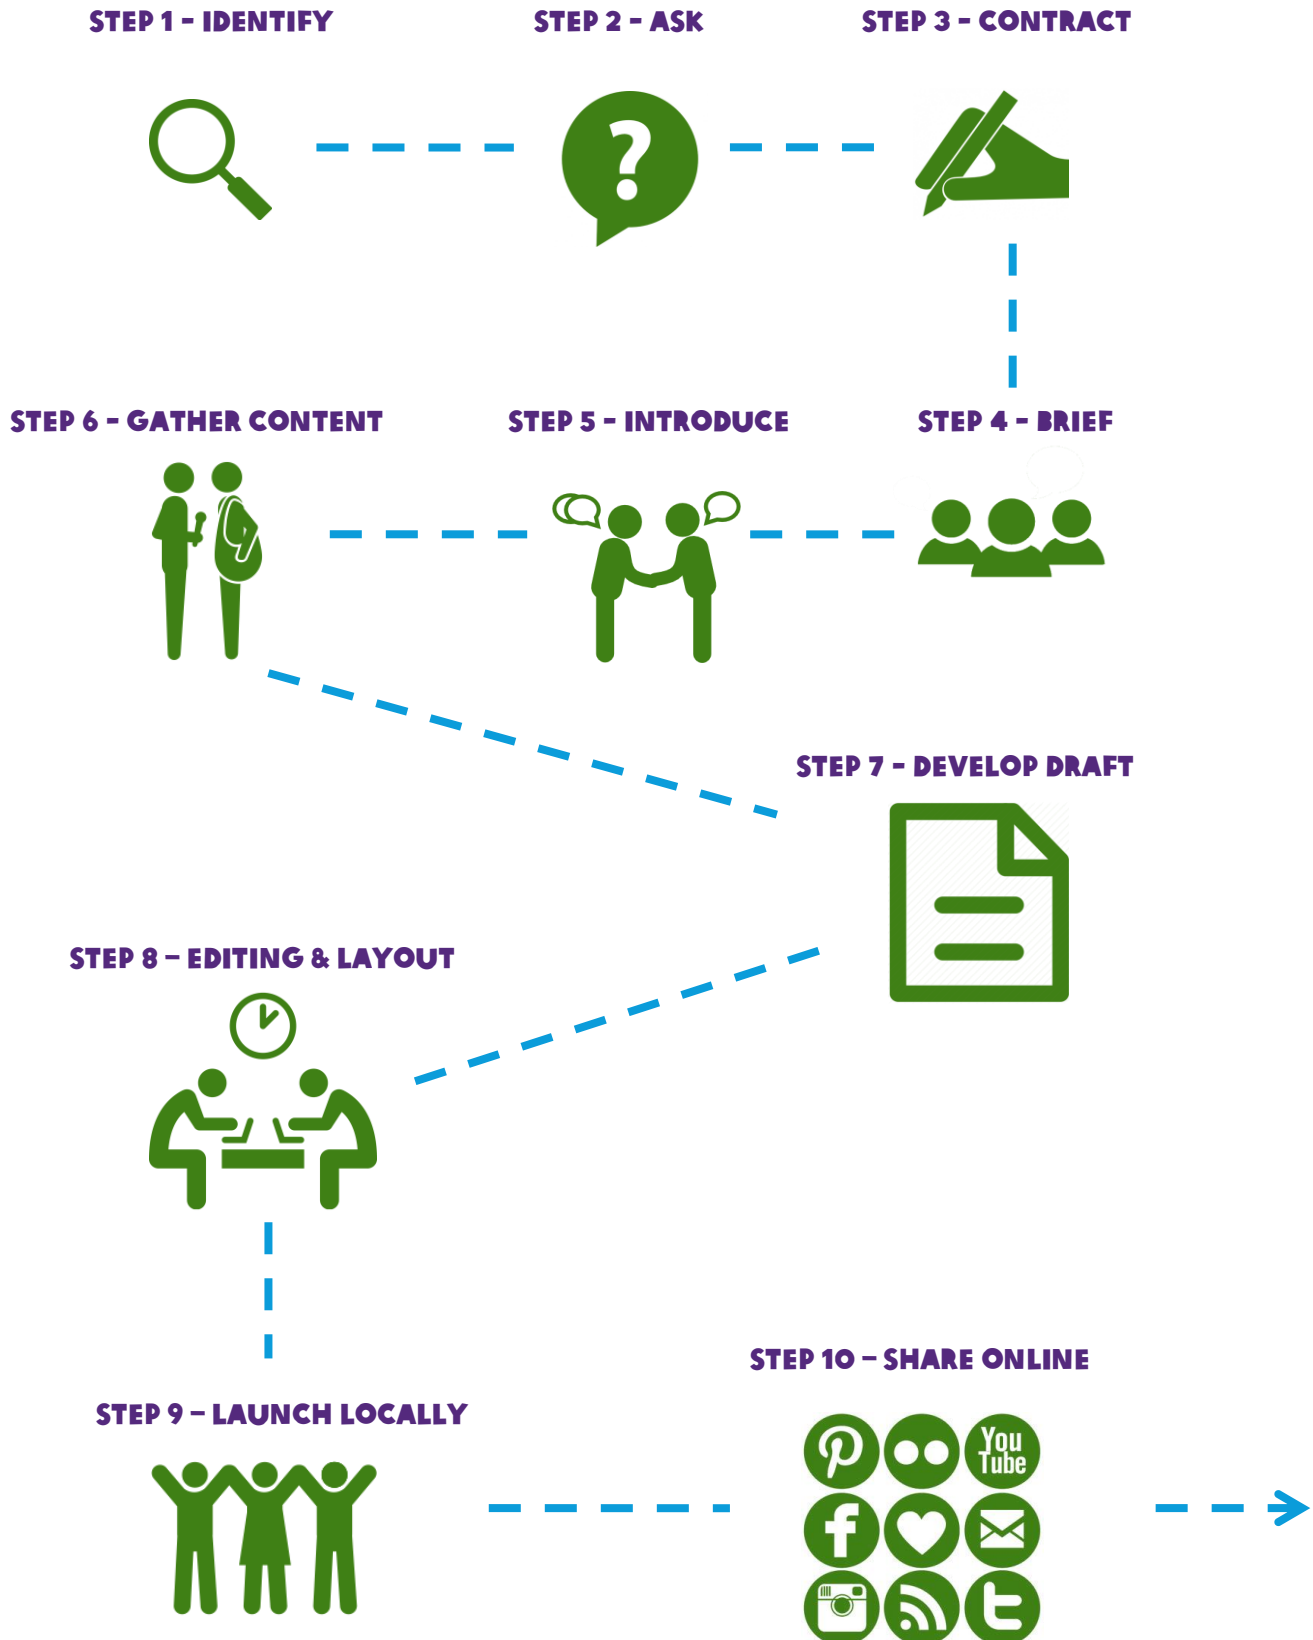 STEP 1 - IDENTIFY
STEP 2 - ASK
STEP 3 - CONTRACT
?
STEP 4 - BRIEF
STEP 5 - INTRODUCE
STEP 6 - GATHER CONTENT
STEP 7 - DEVELOP DRAFT
STEP 8 – EDITING & LAYOUT
STEP 9 – LAUNCH LOCALLY
STEP 10 – SHARE ONLINE
You
Tube